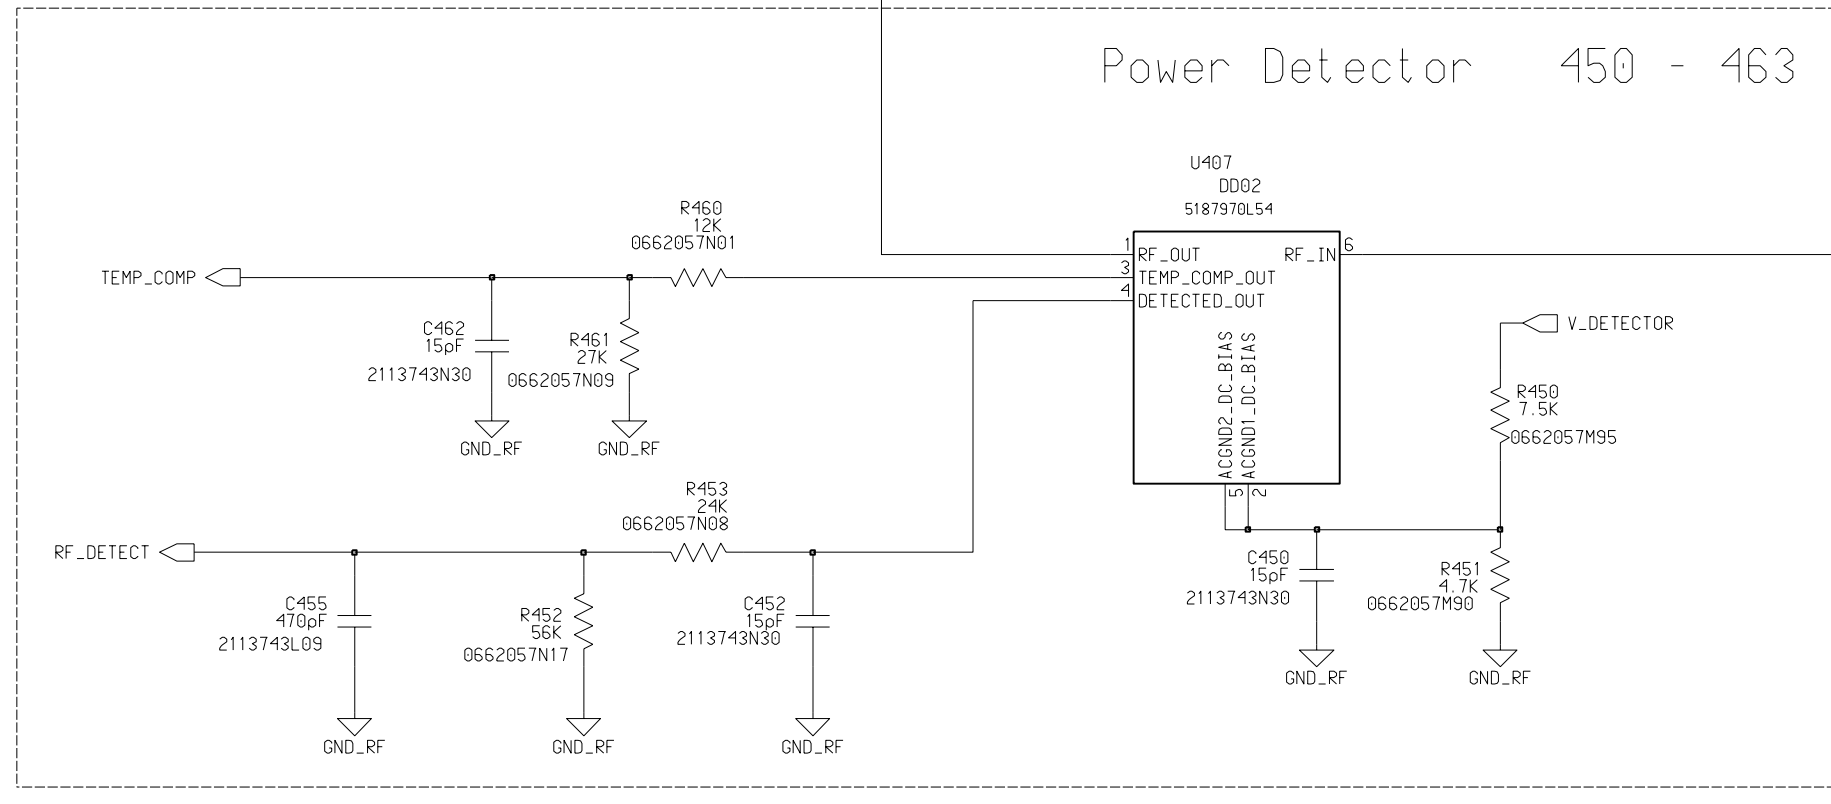 Power Detector 450 - 463
U407
DD02
5187970L54
R460
12K
0662057N01
1
RF_OUT
RF_IN
6
TEMP_COMP
3
TEMP_COMP_OUT
4
DETECTED_OUT
V_DETECTOR
C462
15pF
2113743N30
R461
27K
0662057N09
ACGND2_DC_BIAS
ACGND1_DC_BIAS
R450
7.5K
0662057M95
GND_RF
GND_RF
5
2
R453
24K
0662057N08
RF_DETECT
C450
15pF
2113743N30
R451
4.7K
0662057M90
C455
470pF
2113743L09
R452
56K
0662057N17
C452
15pF
2113743N30
GND_RF
GND_RF
GND_RF
GND_RF
GND_RF